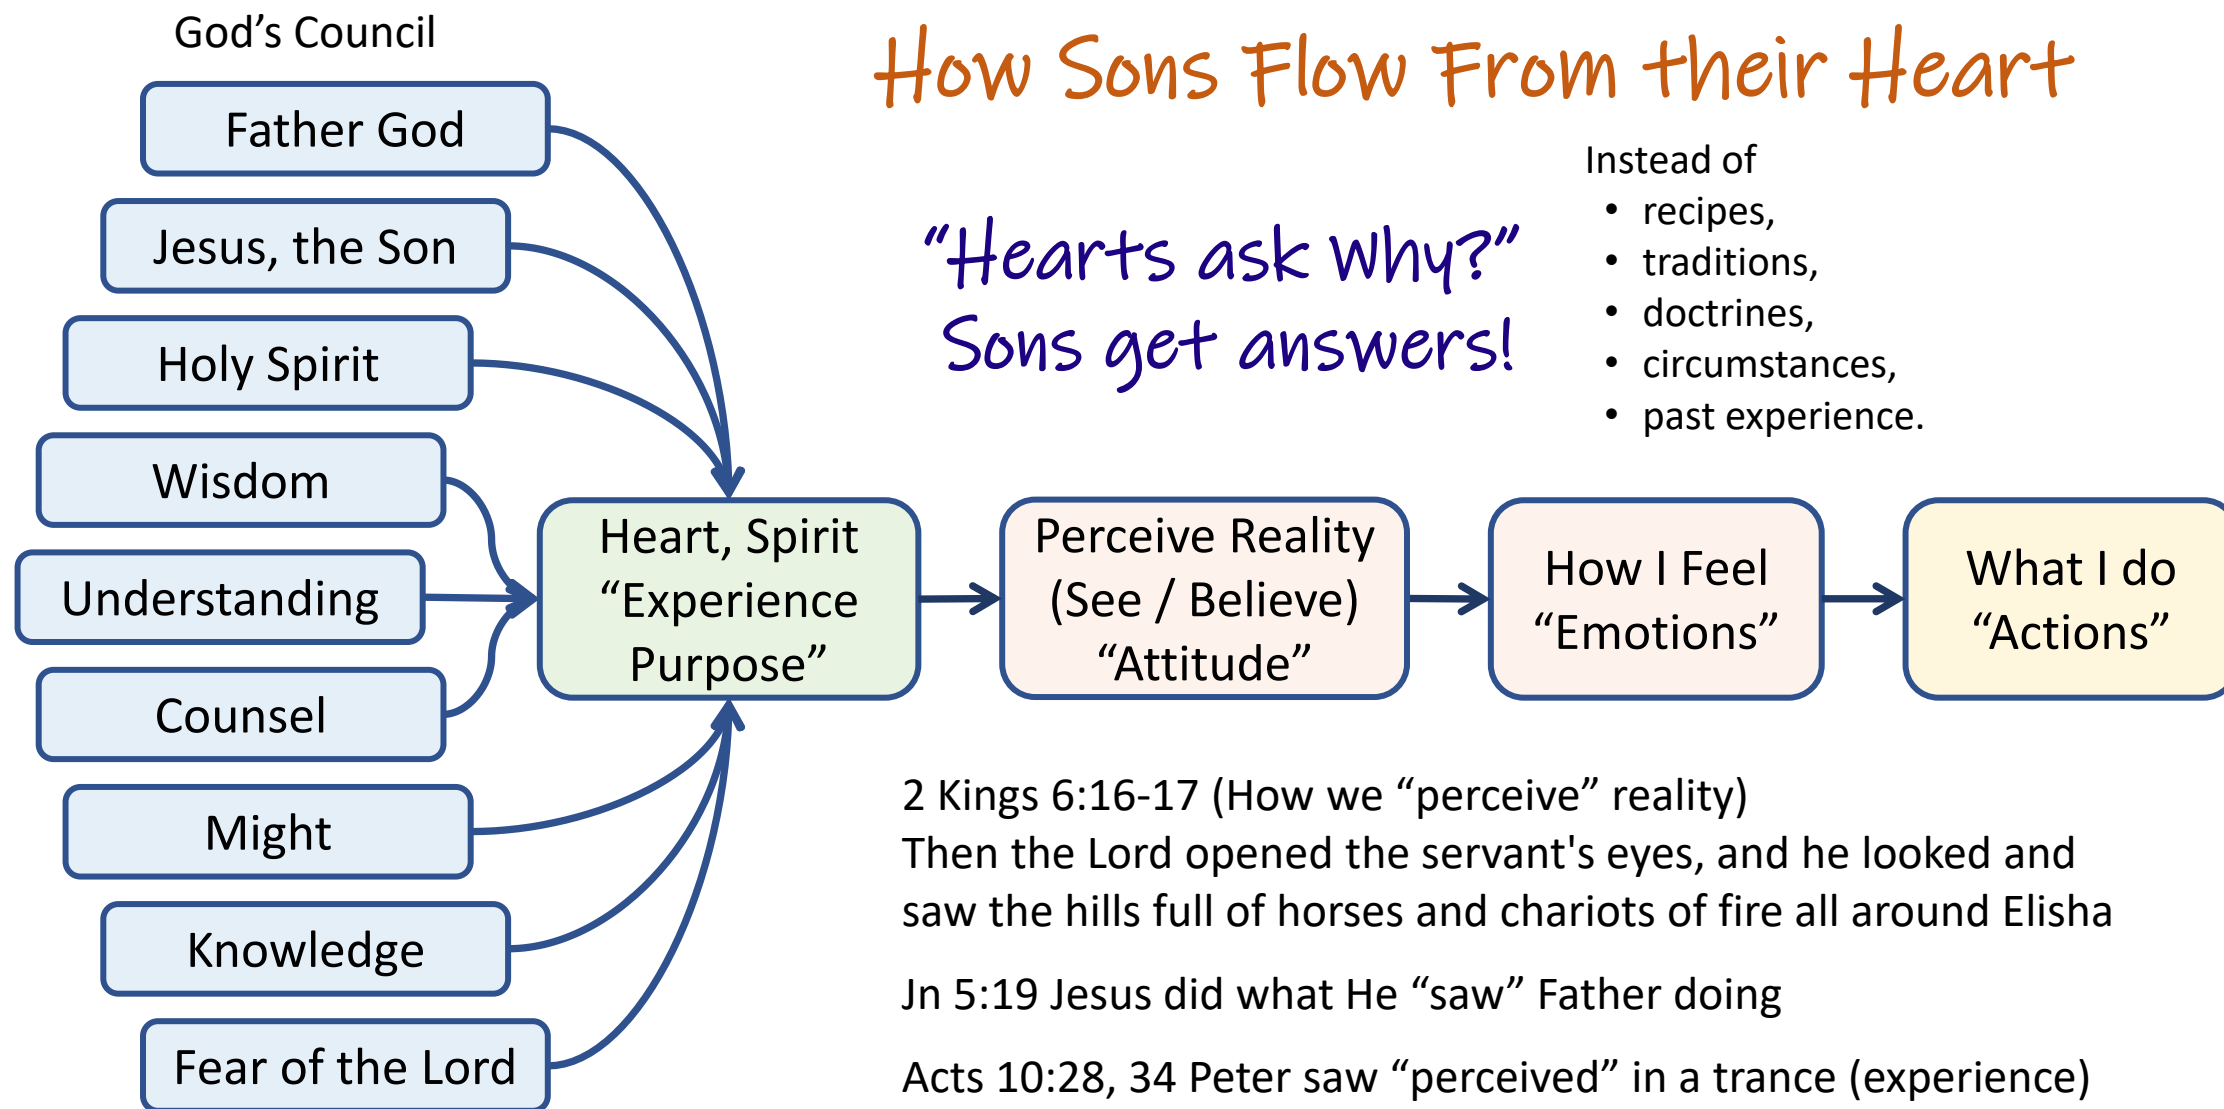 God’s Council
How Sons Flow From their Heart
Father God
Jesus, the Son
Holy Spirit
Wisdom
Understanding
Counsel
Might
Knowledge
Fear of the Lord
“Hearts ask Why?”
Sons get answers!
Instead of
• recipes,
• traditions,
• doctrines,
• circumstances,
• past experience.
Heart, Spirit
“Experience
Purpose”
Perceive Reality
(See / Believe)
“Attitude”
How I Feel
“Emotions”
What I do
“Actions”
2 Kings 6:16-17 (How we “perceive” reality)
Then the Lord opened the servant's eyes, and he looked and
saw the hills full of horses and chariots of fire all around Elisha
Jn 5:19 Jesus did what He “saw” Father doing
Acts 10:28, 34 Peter saw “perceived” in a trance (experience)